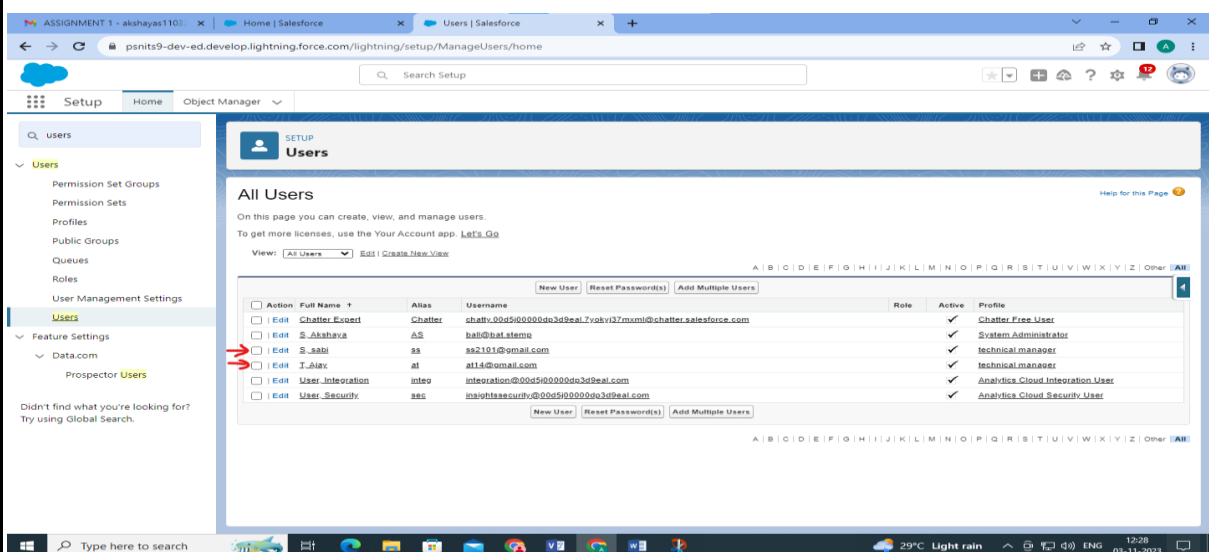 ASSIGNMENT 1 - akshayas1102
Home | Salesforce
Users | Salesforce
psnits9-dev-ed.develop.lightning.force.com/lightning/setup/ManageUsers/home
A
Search Setup
12
Setup
Home
Object Manager
users
Users
Permission Set Groups
Permission Sets
Profiles
Public Groups
Queues
Roles
User Management Settings
Users
Feature Settings
Data.com
Prospector Users
Didn't find what you're looking for?
Try using Global Search.
SETUP
Users
All Users
Help for this Page
On this page you can create, view, and manage users.
To get more licenses, use the Your Account app. Let's Go
View: All Users Edit | Create New View
A | B | C | D | E | F | G | H | I | J | K | L | M | N | O | P | Q | R | S | T | U | V | W | X | Y | Z | Other All
New User Reset Password(s) Add Multiple Users
Action Full Name Alias Username Role Active Profile
Edit Chatter Expert Chatter chatty.00d5j00000dp3d9eal.7yokyj37mxml@chatter.salesforce.com Chatter Free User
Edit S, Akshaya AS ball@bat.stemp System Administrator
Edit S, sabi ss ss2101@gmail.com technical manager
Edit T, Ajay at at14@gmail.com technical manager
Edit User, Integration integ integration@00d5j00000dp3d9eal.com Analytics Cloud Integration User
Edit User, Security sec insightssecurity@00d5j00000dp3d9eal.com Analytics Cloud Security User
New User Reset Password(s) Add Multiple Users
A | B | C | D | E | F | G | H | I | J | K | L | M | N | O | P | Q | R | S | T | U | V | W | X | Y | Z | Other All
Type here to search
29°C Light rain
ENG
12:28
03-11-2023